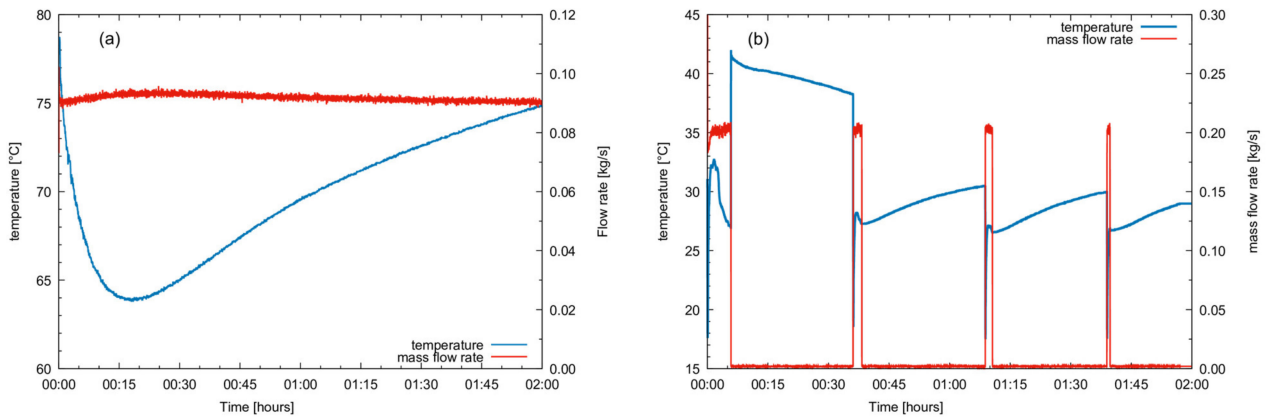 (a)
80
75
70
65
60
temperature [°C]
0.12
0.10
0.08
0.06
0.04
0.02
0.00
Flow rate [kg/s]
temperature
mass flow rate
00:00 00:15 00:30 00:45 01:00 01:15 01:30 01:45 02:00
Time [hours]
(b)
45
40
35
30
25
20
15
temperature [°C]
0.30
0.25
0.20
0.15
0.10
0.05
0.00
mass flow rate [kg/s]
temperature
mass flow rate
00:00 00:15 00:30 00:45 01:00 01:15 01:30 01:45 02:00
Time [hours]